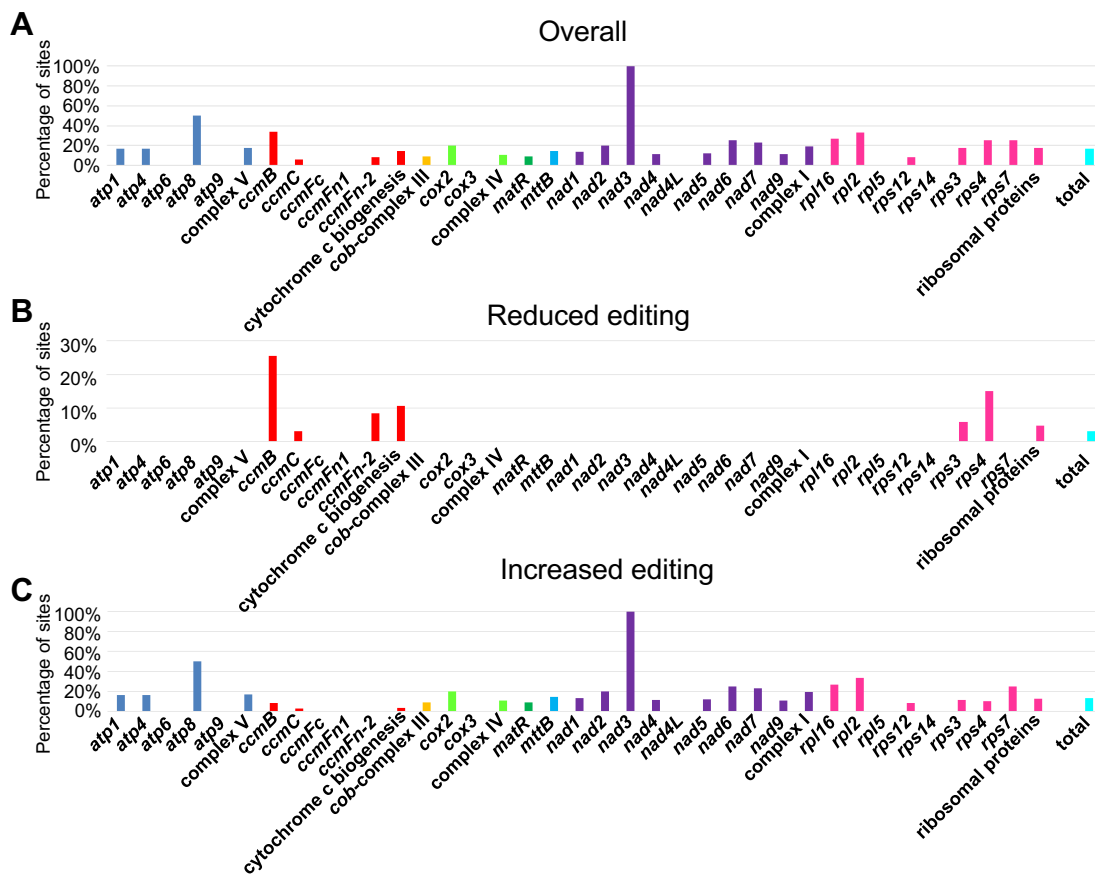 A
Overall
Percentage of sites
100%
80%
60%
40%
20%
0%
atp1
atp4
atp6
atp8
atp9
complex V
ccmB
ccmC
ccmFc
ccmFn1
ccmFn-2
cytochrome c biogenesis
cob-complex III
cox2
cox3
complex IV
matR
mttB
nad1
nad2
nad3
nad4
nad4L
nad5
nad6
nad7
nad9
complex I
rpl16
rpl2
rpl5
rps12
rps14
rps3
rps4
rps7
ribosomal proteins
total
B
Reduced editing
Percentage of sites
30%
20%
10%
0%
atp1
atp4
atp6
atp8
atp9
complex V
ccmB
ccmC
ccmFc
ccmFn1
ccmFn-2
cytochrome c biogenesis
cob-complex III
cox2
cox3
complex IV
matR
mttB
nad1
nad2
nad3
nad4
nad4L
nad5
nad6
nad7
nad9
complex I
rpl16
rpl2
rpl5
rps12
rps14
rps3
rps4
rps7
ribosomal proteins
total
C
Increased editing
Percentage of sites
100%
80%
60%
40%
20%
0%
atp1
atp4
atp6
atp8
atp9
complex V
ccmB
ccmC
ccmFc
ccmFn1
ccmFn-2
cytochrome c biogenesis
cob-complex III
cox2
cox3
complex IV
matR
mttB
nad1
nad2
nad3
nad4
nad4L
nad5
nad6
nad7
nad9
complex I
rpl16
rpl2
rpl5
rps12
rps14
rps3
rps4
rps7
ribosomal proteins
total